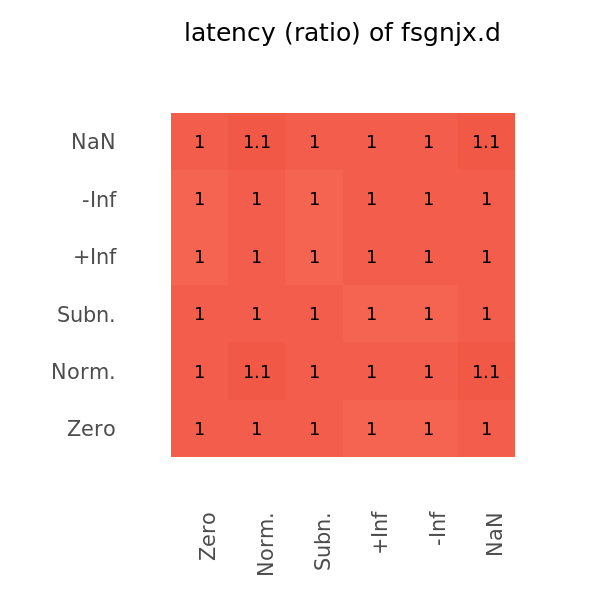 latency (ratio) of fsgnjx.d
NaN 1 1.1 1 1 1 1.1
-Inf 1 1 1 1 1 1
+Inf 1 1 1 1 1 1
Subn. 1 1 1 1 1 1
Norm. 1 1.1 1 1 1 1.1
Zero 1 1 1 1 1 1
Zero Norm. Subn. +Inf -Inf NaN